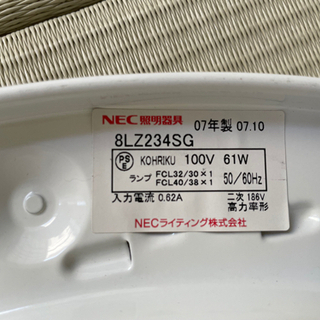 NEC照明器具 07年製 07.10
8LZ234SG
PSE KOHRIKU 100V 61W
ランプ FCL32/30×1 50/60Hz
FCL40/38×1
入力電流 0.62A 二次 186V
高力率形
NECライティング株式会社